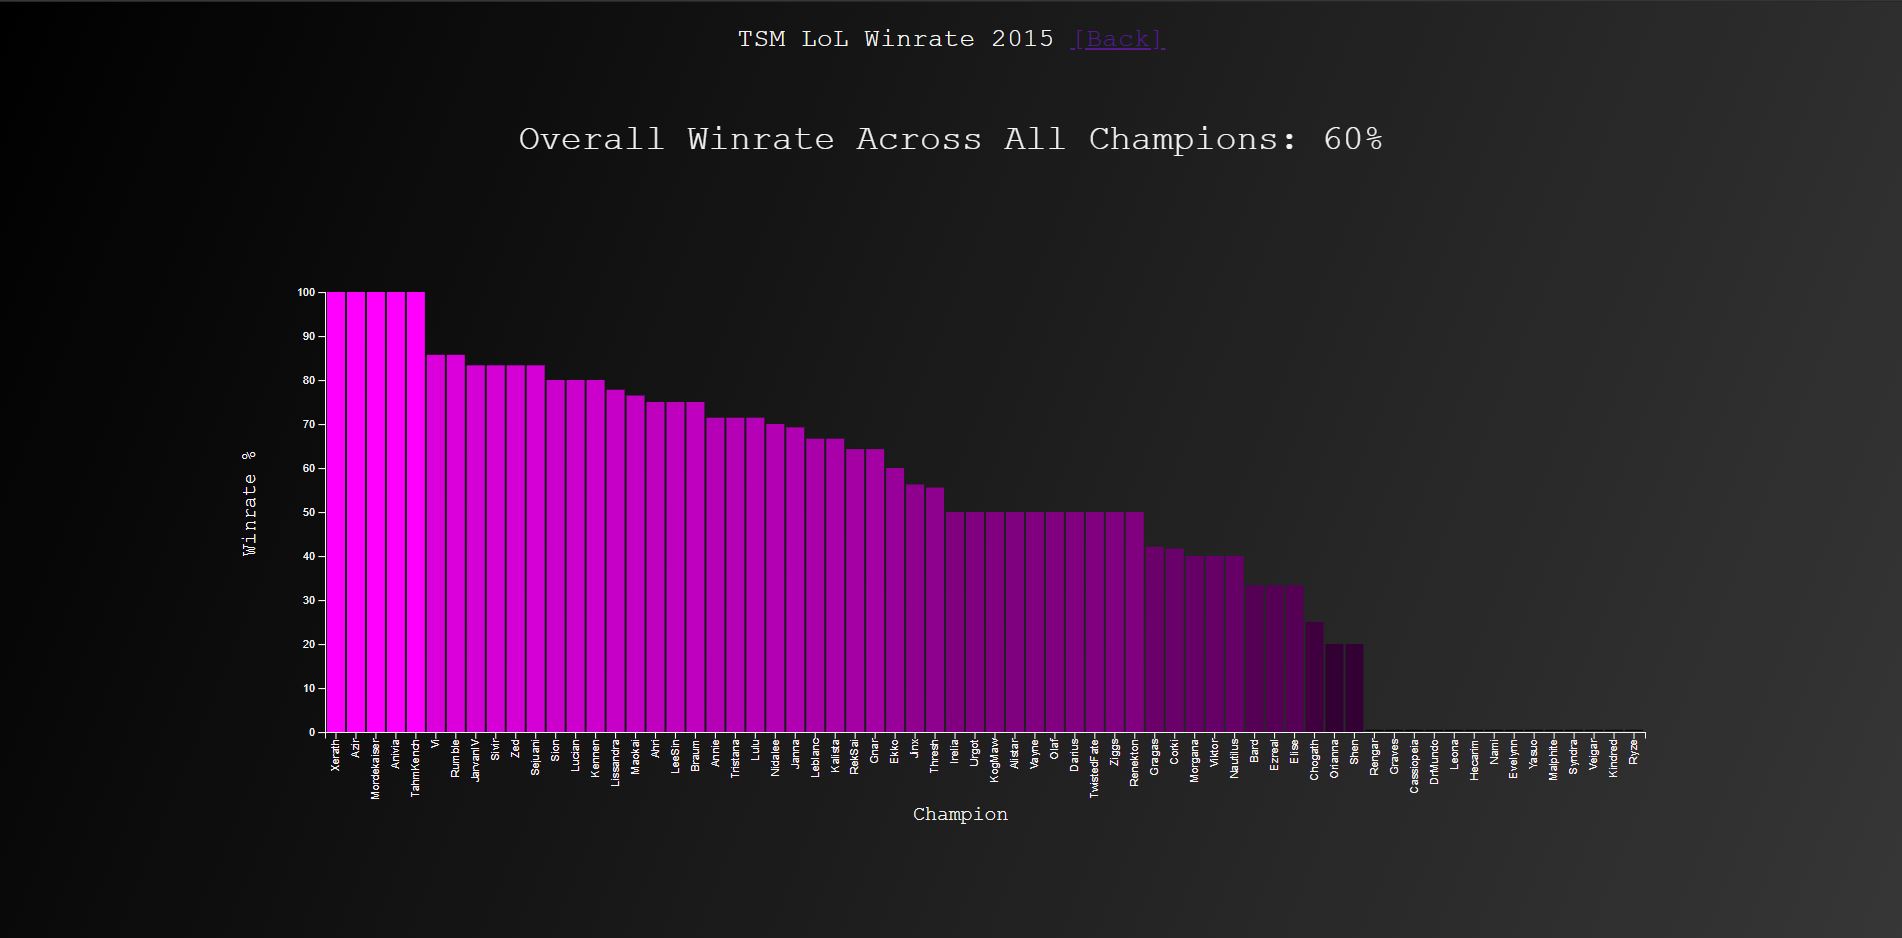 TSM LoL Winrate 2015 [Back]
Overall Winrate Across All Champions: 60%
100
90
80
70
60
50
40
30
20
10
0
Winrate %
Xerath
Azir
Mordekaiser
Anivia
TahmKench
Vi
Rumble
JarvanIV
Sivir
Zed
Sejuani
Sion
Lucian
Kennen
Lissandra
Maokai
Ahri
LeeSin
Braum
Annie
Tristana
Lulu
Nidalee
Janna
Leblanc
Kalista
RekSai
Gnar
Ekko
Jinx
Thresh
Irelia
Urgot
KogMaw
Alistar
Vayne
Olaf
Darius
TwistedFate
Ziggs
Renekton
Gragas
Corki
Morgana
Viktor
Nautilus
Bard
Ezreal
Elise
Chogath
Orianna
Shen
Rengar
Graves
Cassiopeia
DrMundo
Leona
Hecarim
Nami
Evelynn
Yasuo
Malphite
Syndra
Veigar
Kindred
Ryze
Champion